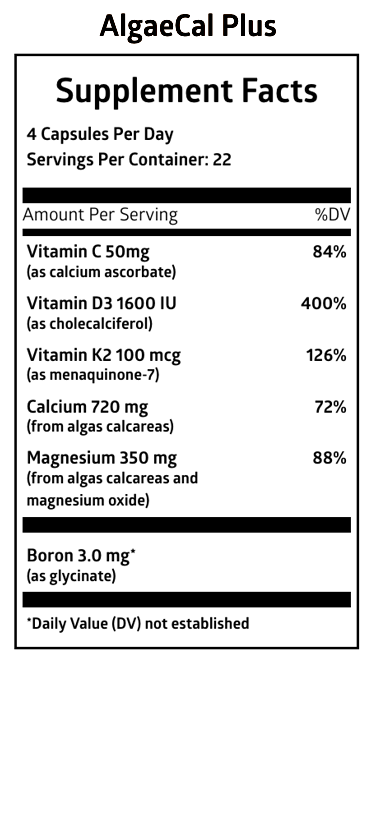 AlgaeCal Plus
Supplement Facts
4 Capsules Per Day
Servings Per Container: 22
Amount Per Serving %DV
Vitamin C 50mg 84%
(as calcium ascorbate)
Vitamin D3 1600 IU 400%
(as cholecalciferol)
Vitamin K2 100 mcg 126%
(as menaquinone-7)
Calcium 720 mg 72%
(from algas calcareas)
Magnesium 350 mg 88%
(from algas calcareas and
magnesium oxide)
Boron 3.0 mg*
(as glycinate)
*Daily Value (DV) not established